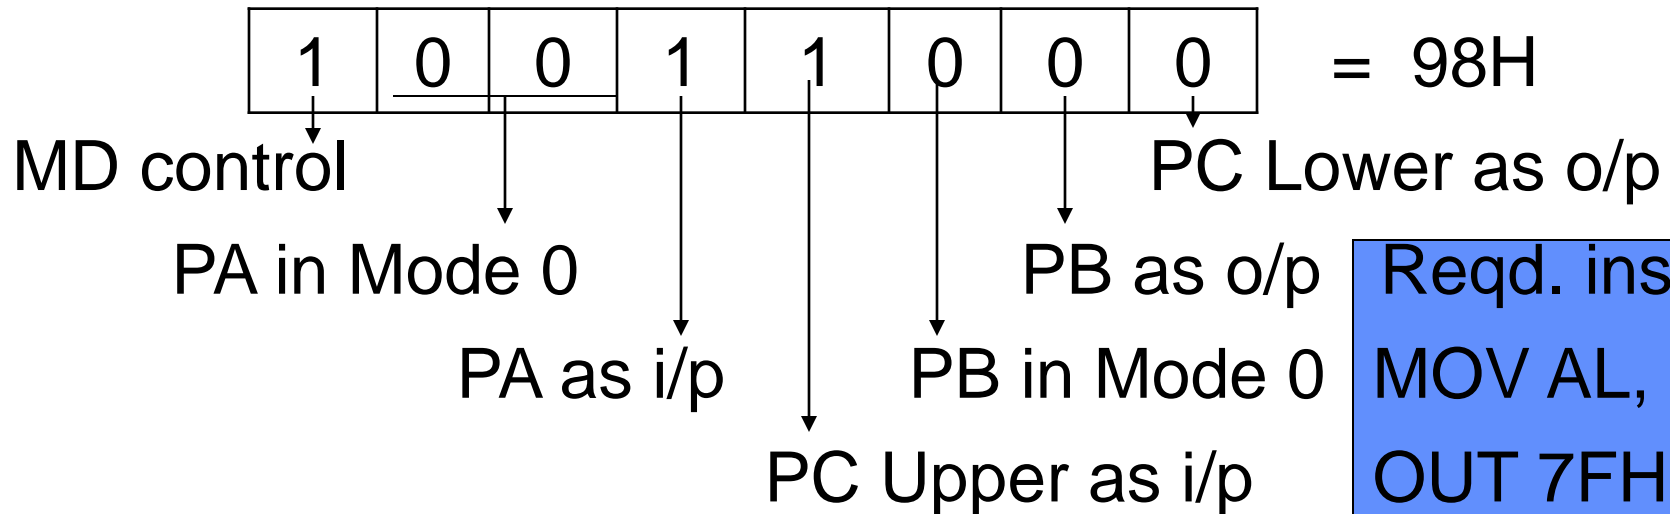 1 0 0 1 1 0 0 0 = 98H
MD control
PC Lower as o/p
PA in Mode 0
PB as o/p
Reqd.
PA as i/p
PB in Mode 0
MOV AL,
PC Upper as i/p
OUT 7FH